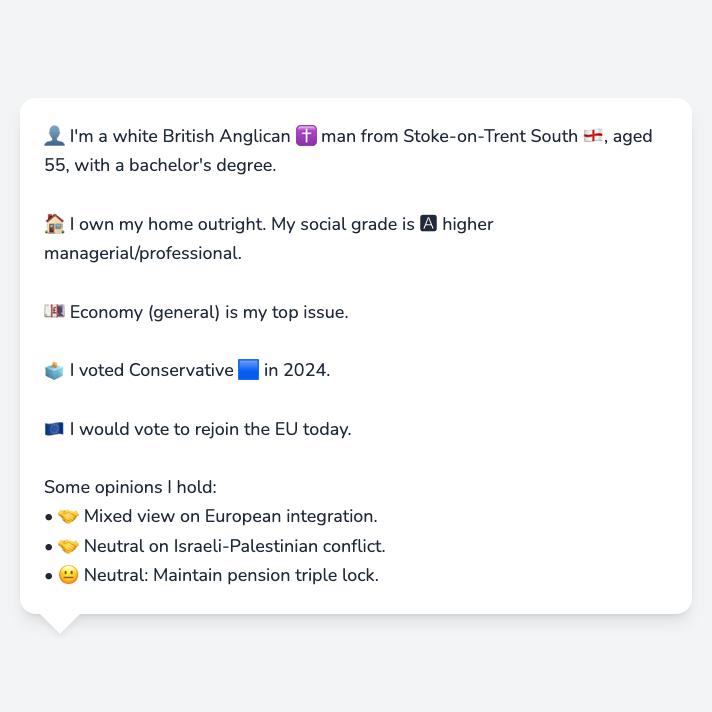 👤 I'm a white British Anglican ✝️ man from Stoke-on-Trent South 🏴󠁧󠁢󠁥󠁮󠁧󠁿, aged
55, with a bachelor's degree.
🏠 I own my home outright. My social grade is 🅰 higher
managerial/professional.
💷 Economy (general) is my top issue.
🗳️ I voted Conservative 🟦 in 2024.
🇪🇺 I would vote to rejoin the EU today.
Some opinions I hold:
• 🤝 Mixed view on European integration.
• 🤝 Neutral on Israeli-Palestinian conflict.
• 😐 Neutral: Maintain pension triple lock.